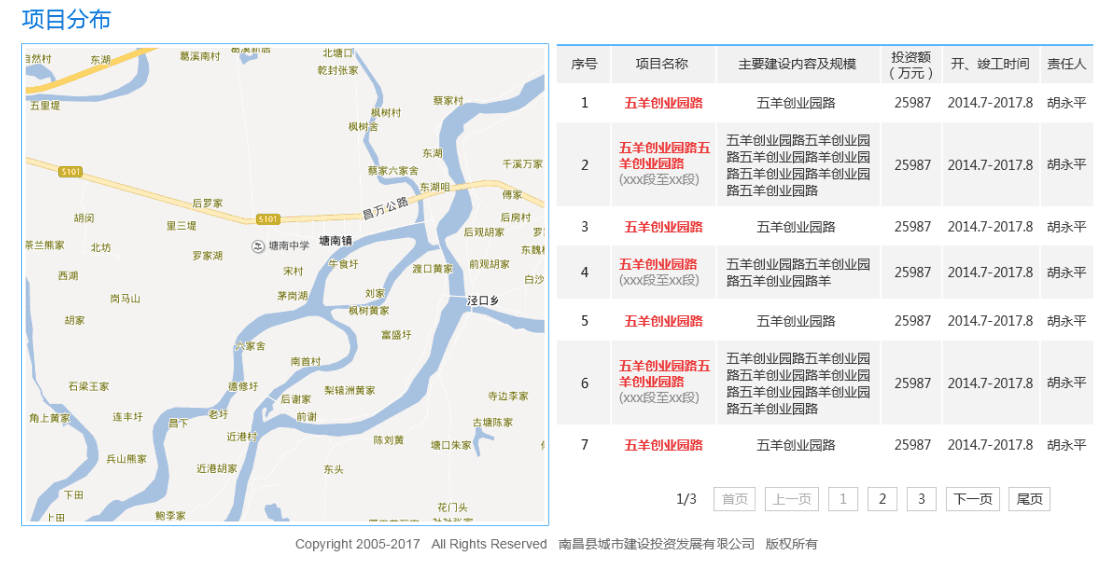 项目分布
葛溪南村
北塘口
东湖
乾封张家
五里堤
蔡家村
枫树村
枫树舍
东湖
千溪万家
S101
蔡家六家舍
东湖咀
傅家
后罗家
昌万公路
胡闵
S101
后房村
里三堤
后观胡家
茶兰熊家
北坊
塘南中学
塘南镇
罗家湖
牛食圩
渡口黄家
前观胡家
西湖
宋村
白沙
岗马山
茅岗湖
刘家
泾口乡
枫树黄家
胡家
富盛圩
六家舍
南首村
石梁王家
德修圩
梨镇洲黄家
后谢家
寺边李家
角上黄家
连丰圩
昌下
老圩
前谢
古塘陈家
近港村
陈刘黄
塘口朱家
兵山熊家
近港胡家
东头
下田
花门头
鲍李家
序号 项目名称 主要建设内容及规模 投资额 开、竣工时间 责任人
(万元)
1 五羊创业园路 五羊创业园路 25987 2014.7-2017.8 胡永平
2 五羊创业园路五 五羊创业园路五羊创业园 25987 2014.7-2017.8 胡永平
羊创业园路 路五羊创业园路羊创业园
(xxx段至xx段) 路五羊创业园路羊创业园
路五羊创业园路
3 五羊创业园路 五羊创业园路 25987 2014.7-2017.8 胡永平
4 五羊创业园路 五羊创业园路五羊创业园 25987 2014.7-2017.8 胡永平
(xxx段至xx段) 路五羊创业园路羊
5 五羊创业园路 五羊创业园路 25987 2014.7-2017.8 胡永平
6 五羊创业园路五 五羊创业园路五羊创业园 25987 2014.7-2017.8 胡永平
羊创业园路 路五羊创业园路羊创业园
(xxx段至xx段) 路五羊创业园路羊创业园
路五羊创业园路
7 五羊创业园路 五羊创业园路 25987 2014.7-2017.8 胡永平
1/3 首页 上一页 1 2 3 下一页 尾页
Copyright 2005-2017 All Rights Reserved 南昌县城市建设投资发展有限公司 版权所有